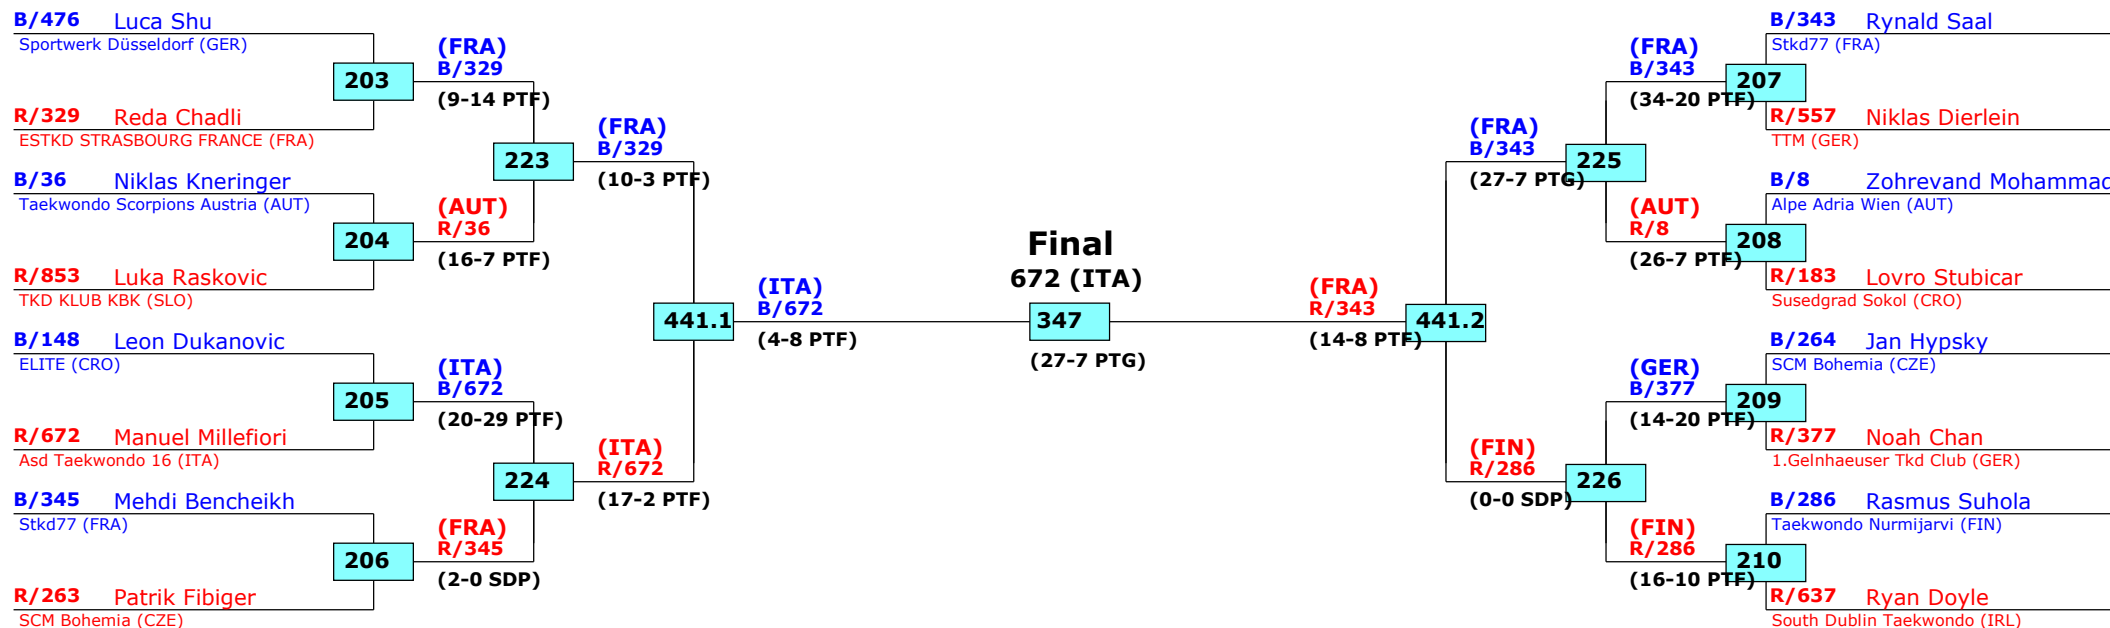 B/476 Luca Shu
Sportwerk Düsseldorf (GER)
203
R/329 Reda Chadli
ESTKD STRASBOURG FRANCE (FRA)
B/36 Niklas Kneringer
Taekwondo Scorpions Austria (AUT)
204
R/853 Luka Raskovic
TKD KLUB KBK (SLO)
B/148 Leon Dukanovic
ELITE (CRO)
205
R/672 Manuel Millefiori
Asd Taekwondo 16 (ITA)
B/345 Mehdi Bencheikh
Stkd77 (FRA)
206
R/263 Patrik Fibiger
SCM Bohemia (CZE)
(FRA)
B/329
(9-14 PTF)
223
(AUT)
R/36
(16-7 PTF)
(ITA)
B/672
(20-29 PTF)
224
(FRA)
R/345
(2-0 SDP)
(FRA)
B/329
(10-3 PTF)
441.1
(ITA)
R/672
(17-2 PTF)
(ITA)
B/672
(4-8 PTF)
Final
672 (ITA)
347
(27-7 PTG)
(FRA)
R/343
(14-8 PTF)
441.2
(FRA)
B/343
(27-7 PTG)
225
(FIN)
R/286
(0-0 SDP)
226
(FRA)
B/343
(34-20 PTF)
207
(AUT)
R/8
(26-7 PTF)
208
(GER)
B/377
(14-20 PTF)
209
(FIN)
R/286
(16-10 PTF)
210
B/343 Rynald Saal
Stkd77 (FRA)
R/557 Niklas Dierlein
TTM (GER)
B/8 Zohrevand Mohammad
Alpe Adria Wien (AUT)
R/183 Lovro Stubicar
Susedgrad Sokol (CRO)
B/264 Jan Hypsky
SCM Bohemia (CZE)
R/377 Noah Chan
1.Gelnhaeuser Tkd Club (GER)
B/286 Rasmus Suhola
Taekwondo Nurmijarvi (FIN)
R/637 Ryan Doyle
South Dublin Taekwondo (IRL)